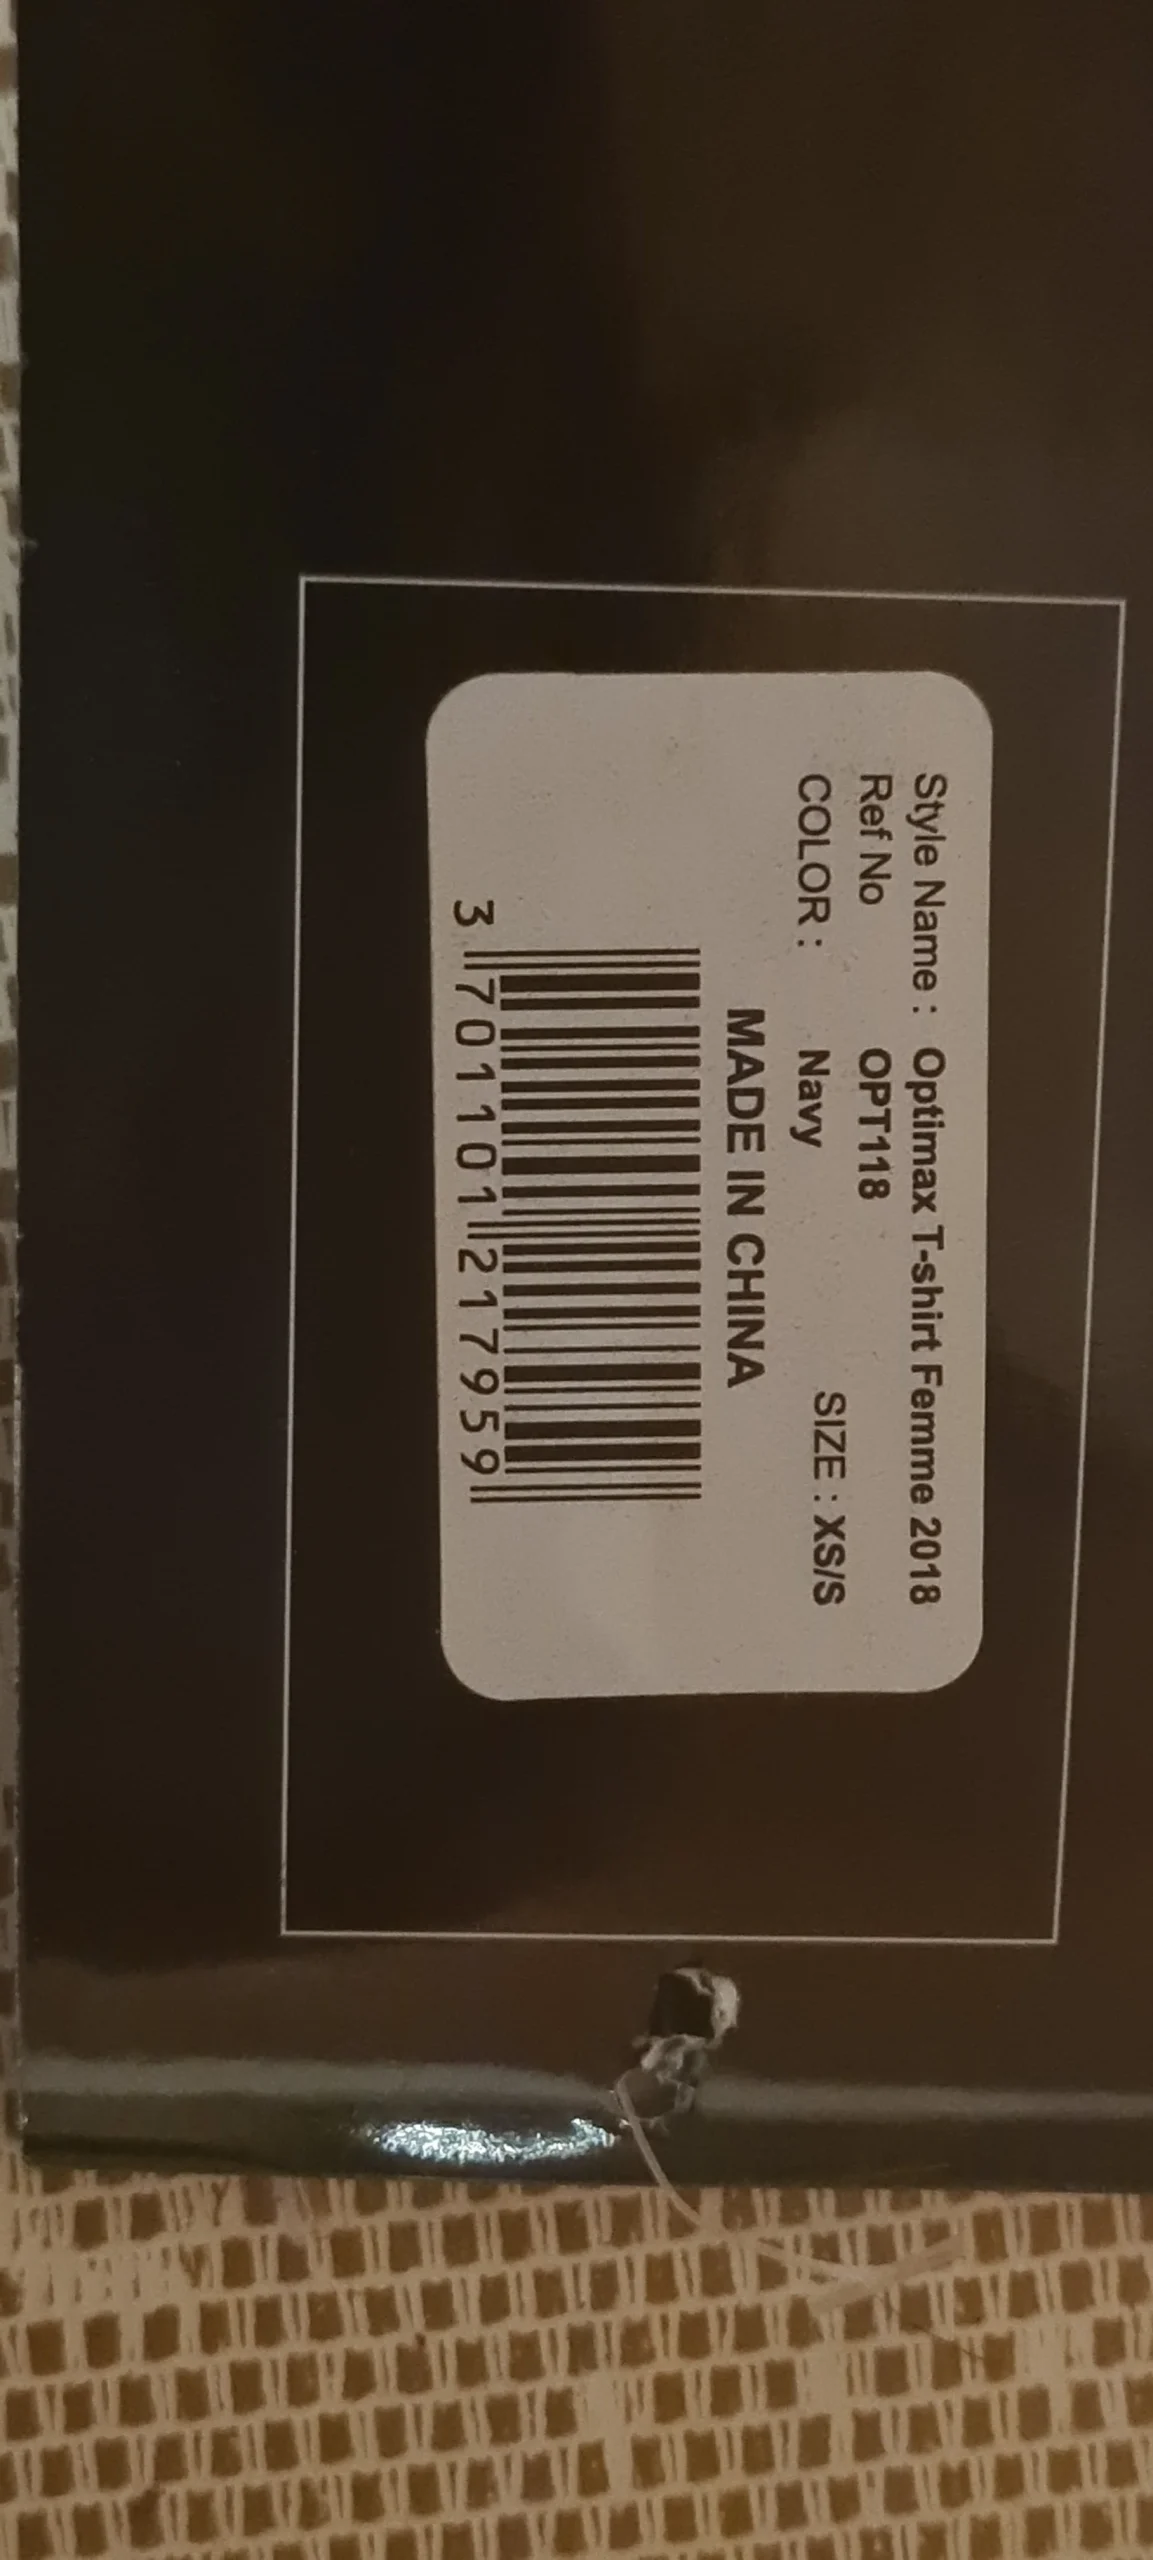 Style Name : Optimax T-shirt Femme 2018
Ref No OPT118
COLOR : Navy SIZE : XS/S
MADE IN CHINA
3 701101 217959